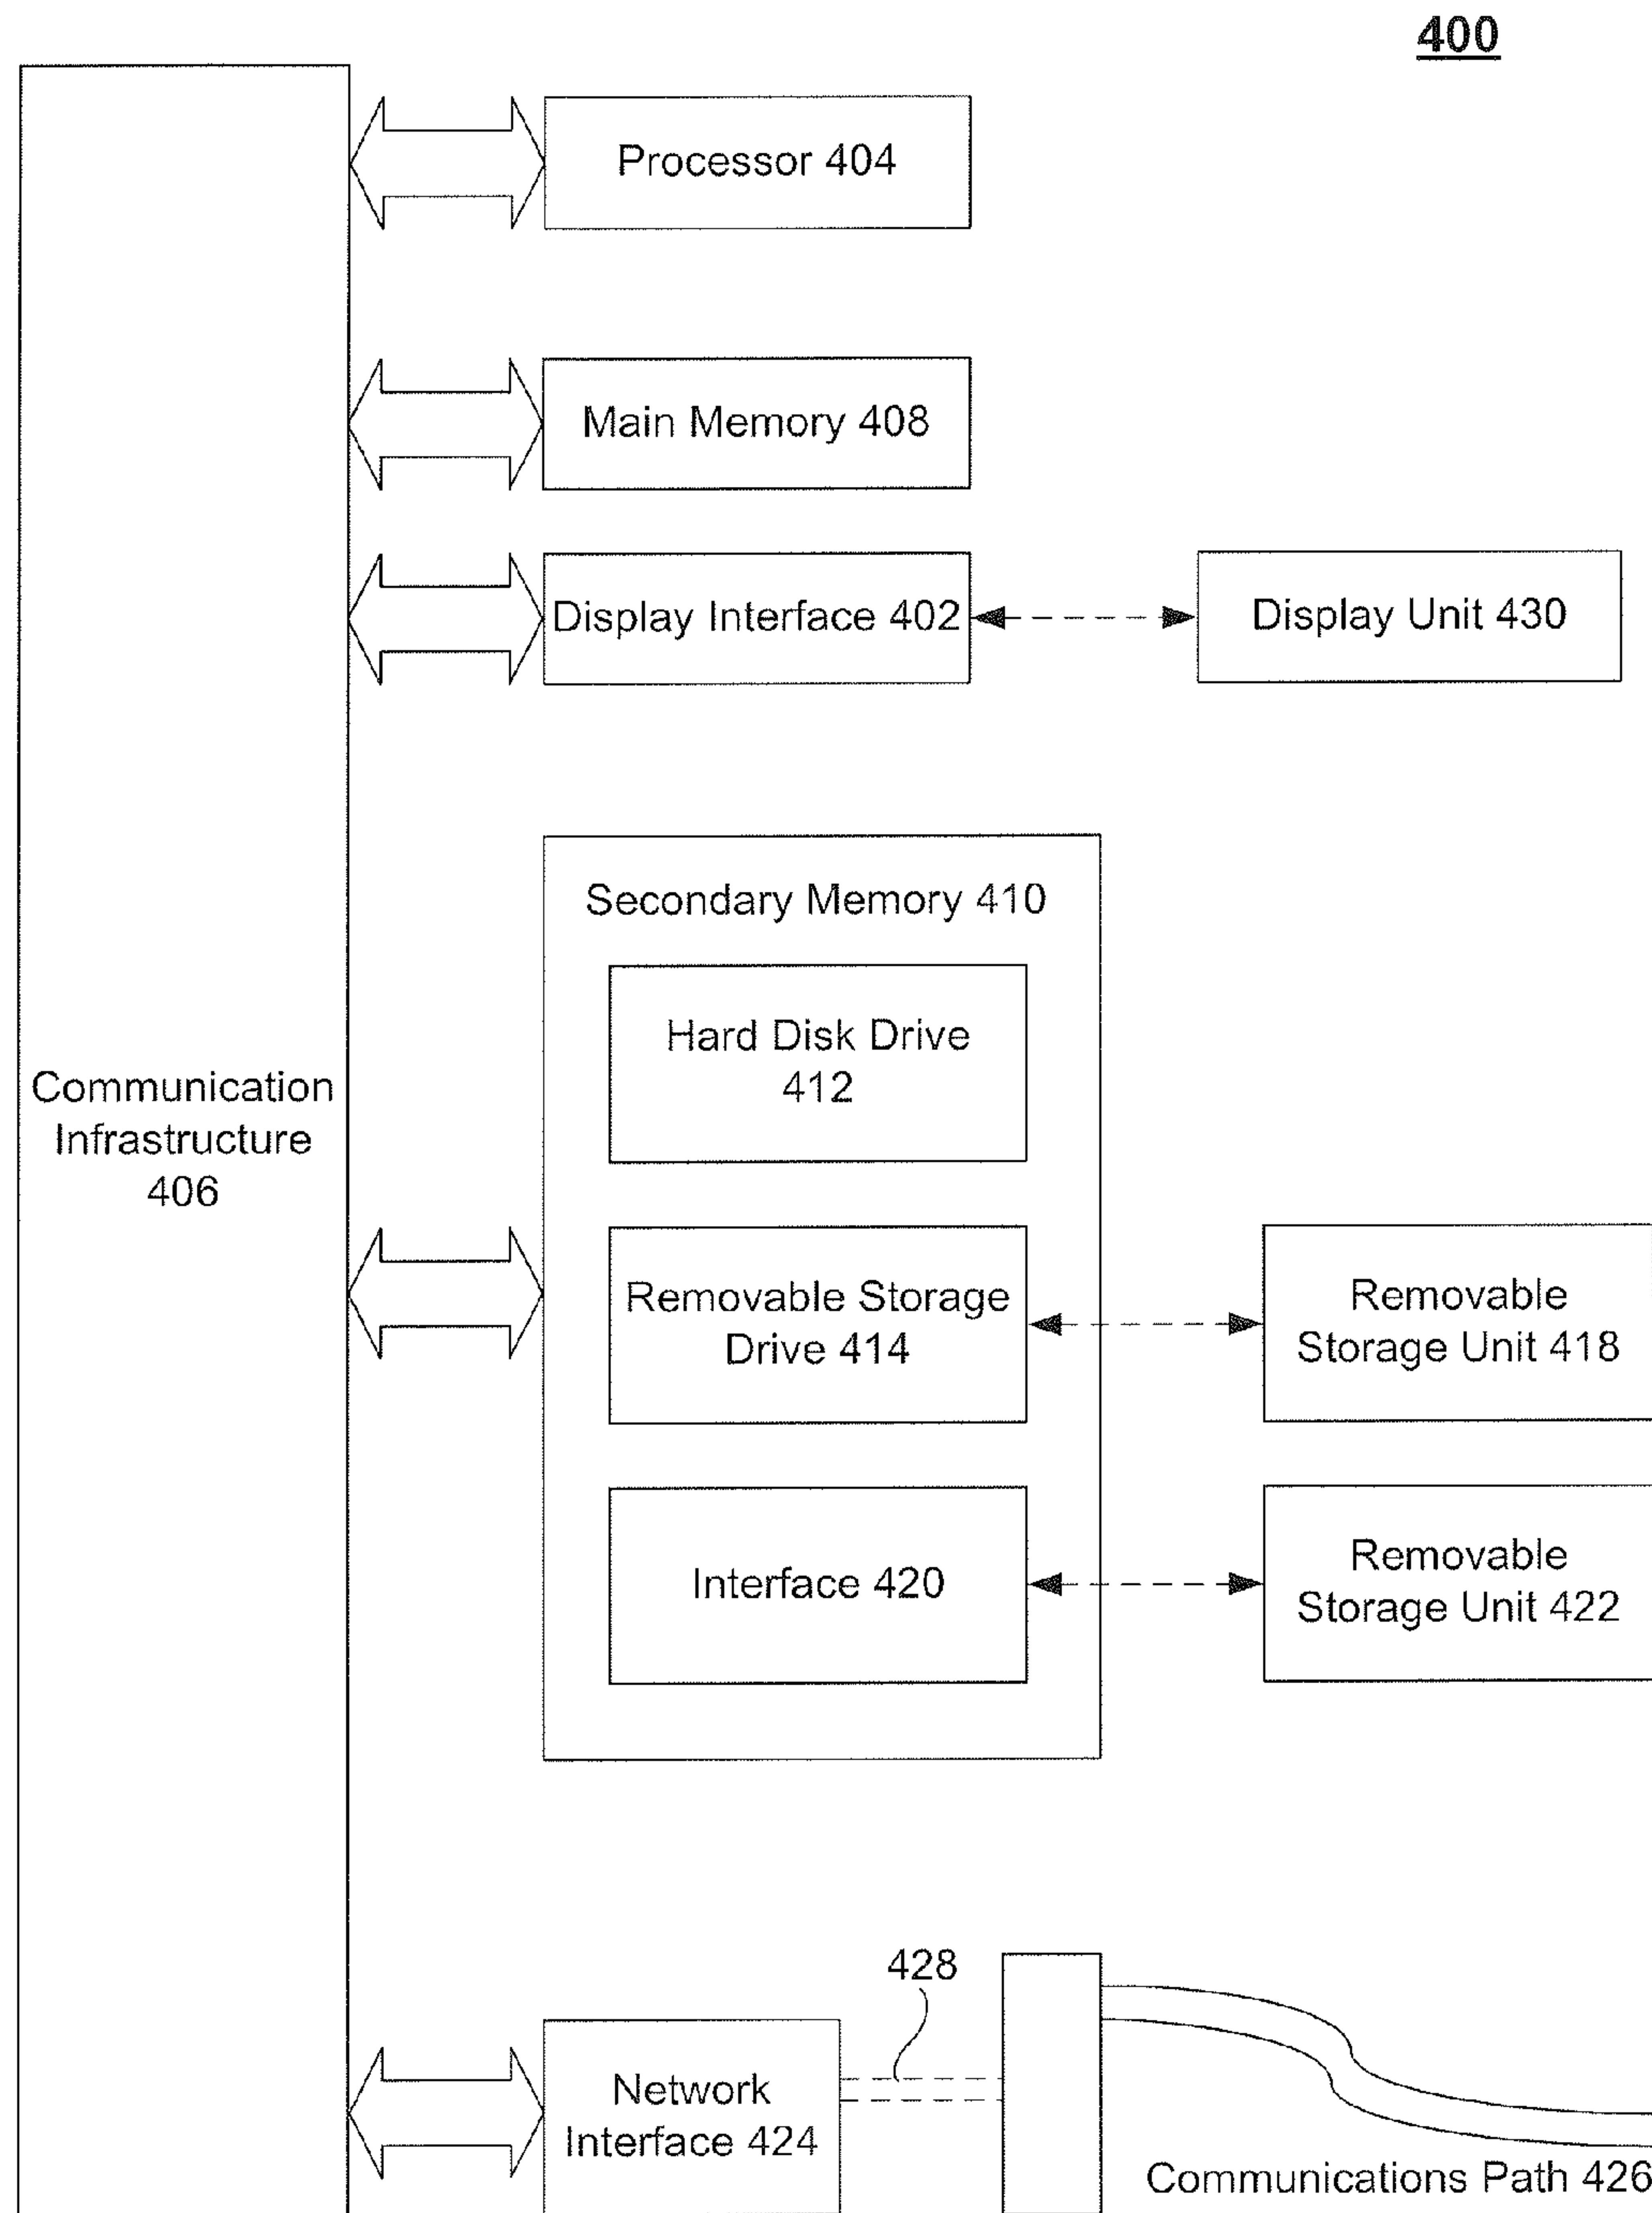 400
Processor 404
Main Memory 408
Display Interface 402
Display Unit 430
Secondary Memory 410
Hard Disk Drive
412
Communication
Infrastructure
406
Removable Storage
Drive 414
Removable
Storage Unit 418
Interface 420
Removable
Storage Unit 422
428
Network
Interface 424
Communications Path 426